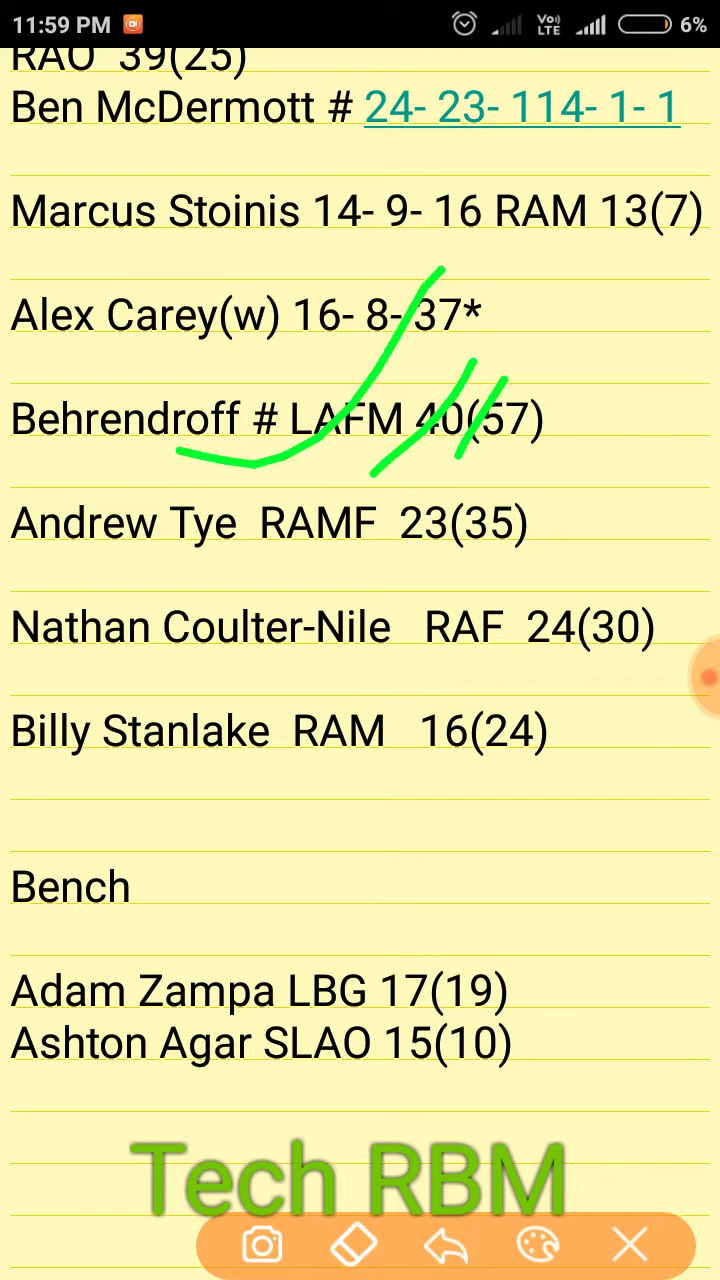 11:59 PM Vo)) LTE 6%
RAO 39(25)
Ben McDermott # 24- 23- 114- 1- 1
Marcus Stoinis 14- 9- 16 RAM 13(7)
Alex Carey(w) 16- 8- 37*
Behrendroff # LAFM 40(57)
Andrew Tye RAMF 23(35)
Nathan Coulter-Nile RAF 24(30)
Billy Stanlake RAM 16(24)
Bench
Adam Zampa LBG 17(19)
Ashton Agar SLAO 15(10)
Tech RBM